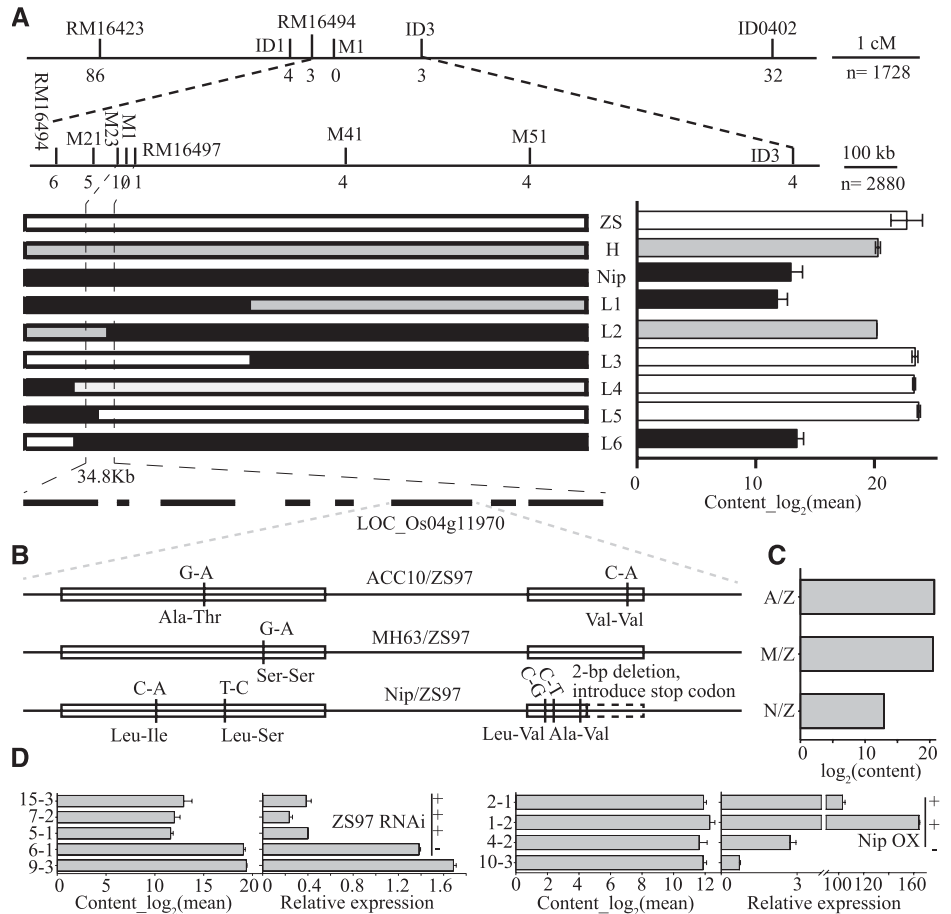 A
RM16423 ID1 RM16494 M1 ID3 ID0402 1 cM
86 4 3 0 3 32 n= 1728
RM16494 M21 M23 M1 RM16497 M41 M51 ID3 100 kb
6 5 1 0 1 4 4 4 n= 2880
ZS
H
Nip
L1
L2
L3
L4
L5
L6
0 10 20
Content_log2(mean)
34.8Kb
LOC_Os04g11970
B
G-A ACC10/ZS97 C-A
Ala-Thr Val-Val
G-A MH63/ZS97
Ser-Ser
C-A T-C Nip/ZS97 C-G C-T 2-bp deletion,
introduce stop codon
Leu-Ile Leu-Ser Leu-Val Ala-Val
C
A/Z
M/Z
N/Z
0 10 20
log2(content)
D
15-3
7-2
5-1
6-1
9-3
0 5 10 15 20
Content_log2(mean)
+
+
+
-
ZS97 RNAi
0 0.4 0.8 1.6
Relative expression
2-1
1-2
4-2
10-3
0 2 4 6 8 10 12
Content_log2(mean)
+
+
-
Nip OX
3 100 120 160
Relative expression